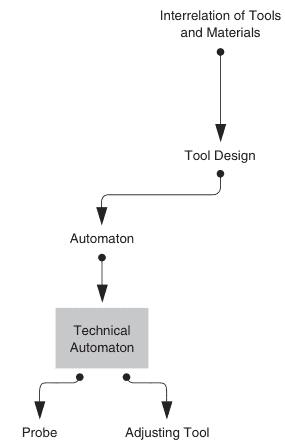 Interrelation of Tools
and Materials
Tool Design
Automaton
Technical
Automaton
Probe
Adjusting Tool